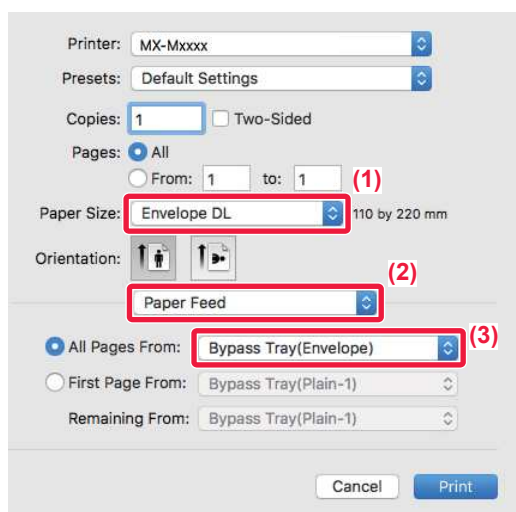 Printer: MX-Mxxxx
Presets: Default Settings
Copies: 1 Two-Sided
Pages: All
From: 1 to: 1 (1)
Paper Size: Envelope DL 110 by 220 mm
Orientation:
(2)
Paper Feed
(3)
All Pages From: Bypass Tray(Envelope)
First Page From: Bypass Tray(Plain-1)
Remaining From: Bypass Tray(Plain-1)
Cancel Print